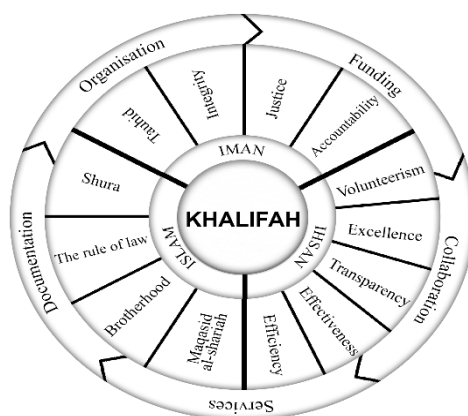 Organisation
Funding
Collaboration
Services
Documentation
Tauhid
Integrity
Justice
Accountability
Volunteerism
Excellence
Transparency
Effectiveness
Efficiency
Maqasid
al-shariah
Brotherhood
The rule of law
Shura
IMAN
IHSAN
ISLAM
KHALIFAH